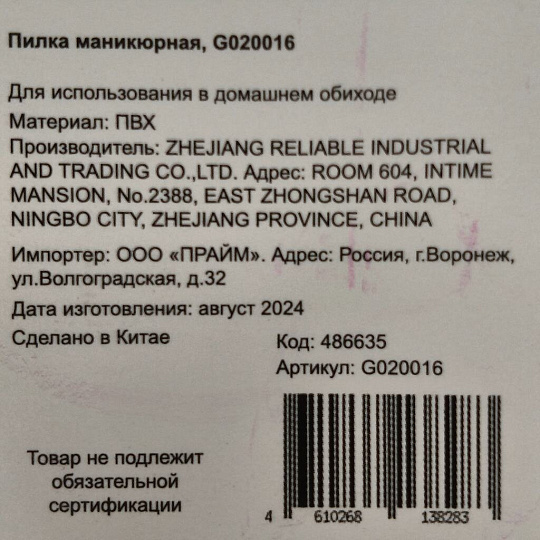 Пилка маникюрная, G020016
Для использования в домашнем обиходе
Материал: ПВХ
Производитель: ZHEJIANG RELIABLE INDUSTRIAL
AND TRADING CO.,LTD. Адрес: ROOM 604, INTIME
MANSION, No.2388, EAST ZHONGSHAN ROAD,
NINGBO CITY, ZHEJIANG PROVINCE, CHINA
Импортер: ООО «ПРАЙМ». Адрес: Россия, г.Воронеж,
ул.Волгоградская, д.32
Дата изготовления: август 2024
Сделано в Китае
Код: 486635
Артикул: G020016
Товар не подлежит
обязательной
сертификации
4 610268 138283